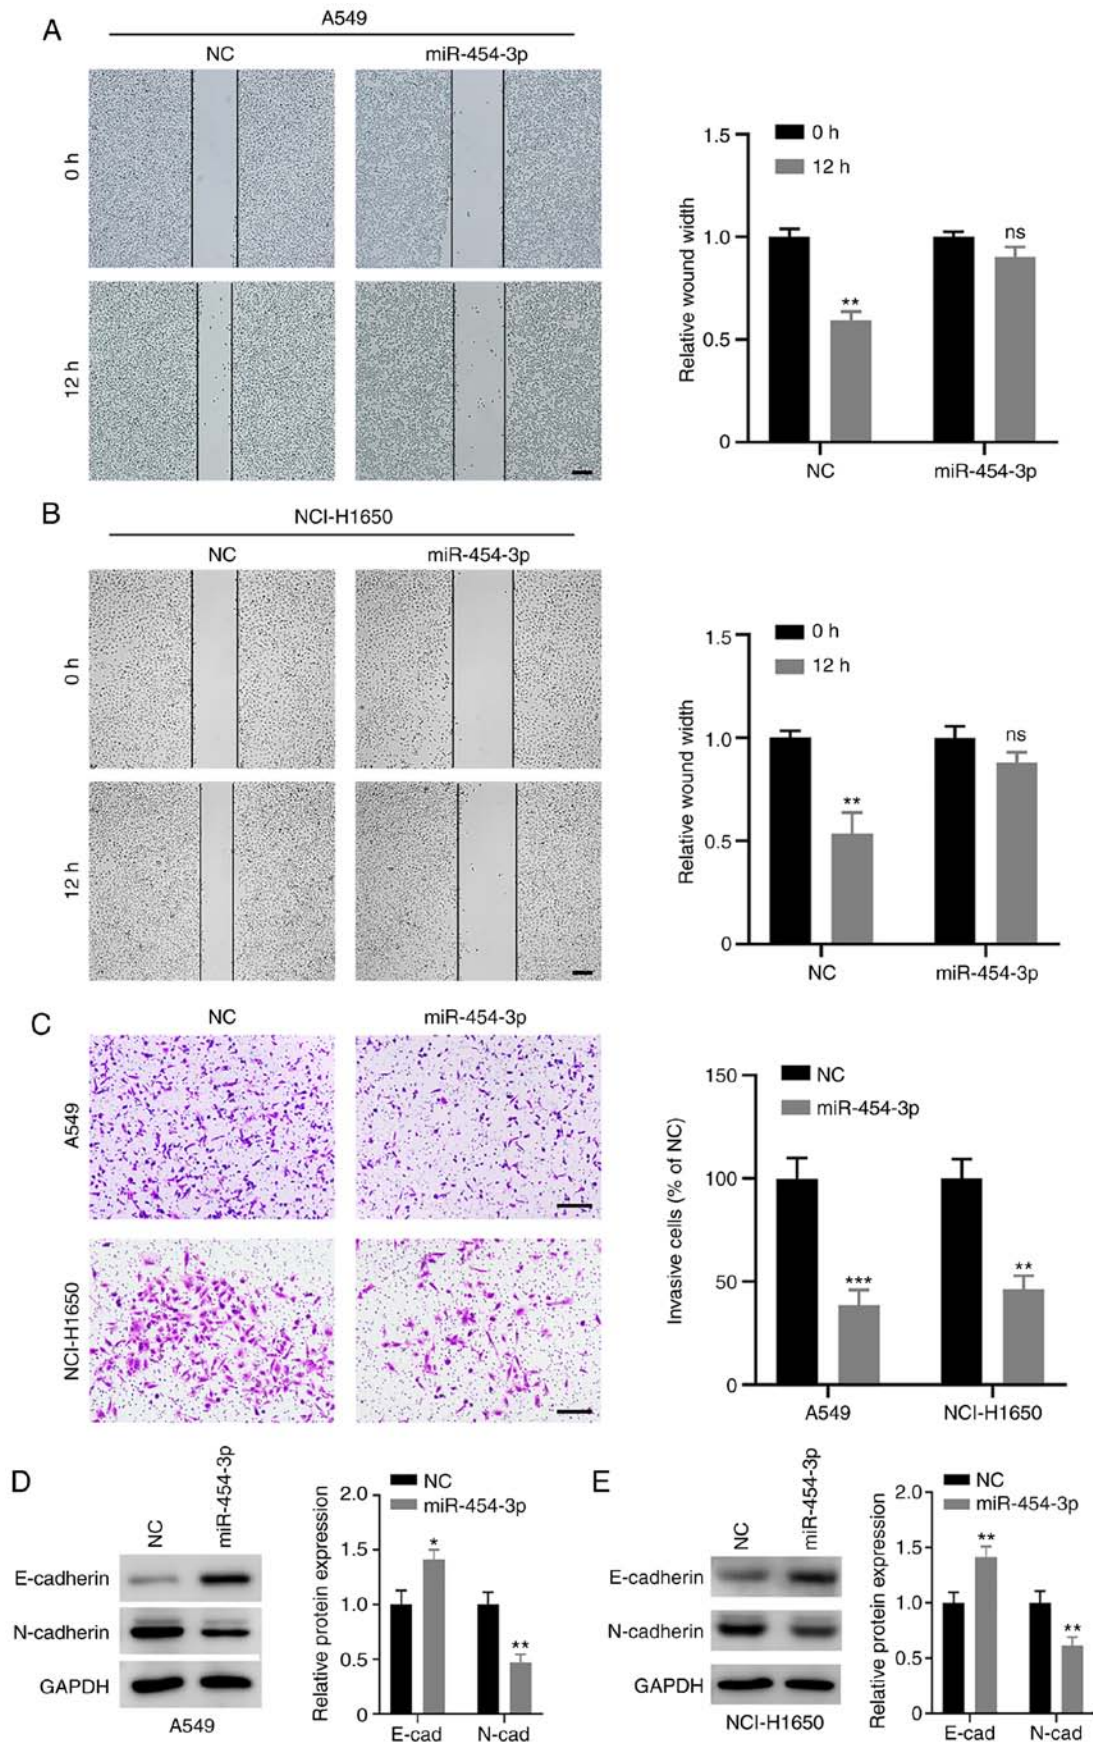 A
A549
NC
miR-454-3p
0 h
12 h
1.5
1.0
0.5
0
Relative wound width
0 h
12 h
**
ns
NC
miR-454-3p
B
NCI-H1650
NC
miR-454-3p
0 h
12 h
1.5
1.0
0.5
0
Relative wound width
0 h
12 h
**
ns
NC
miR-454-3p
C
NC
miR-454-3p
A549
NCI-H1650
150
100
50
0
Invasive cells (% of NC)
NC
miR-454-3p
***
**
A549
NCI-H1650
D
NC
miR-454-3p
E-cadherin
N-cadherin
GAPDH
A549
2.0
1.5
1.0
0.5
0
Relative protein expression
NC
miR-454-3p
*
**
E-cad
N-cad
E
NC
miR-454-3p
E-cadherin
N-cadherin
GAPDH
NCI-H1650
2.0
1.5
1.0
0.5
0
Relative protein expression
NC
miR-454-3p
**
**
E-cad
N-cad